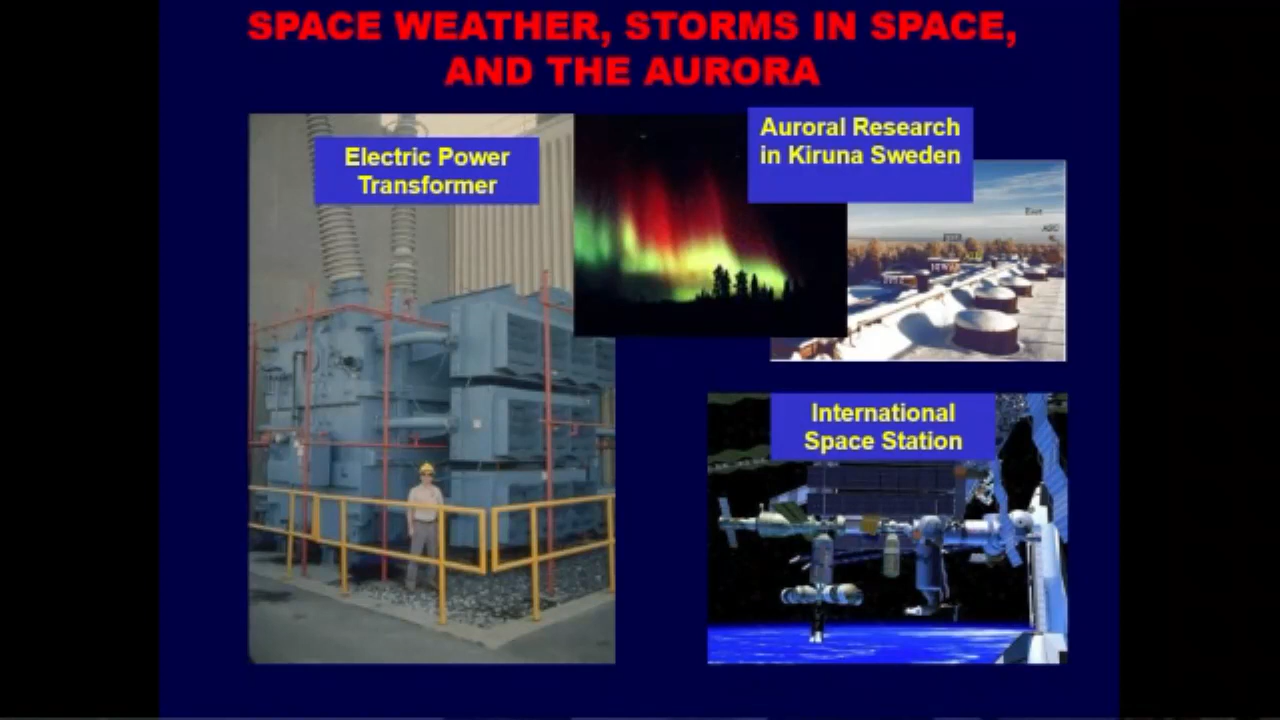 SPACE WEATHER, STORMS IN SPACE,
AND THE AURORA
Electric Power
Transformer
Auroral Research
in Kiruna Sweden
International
Space Station